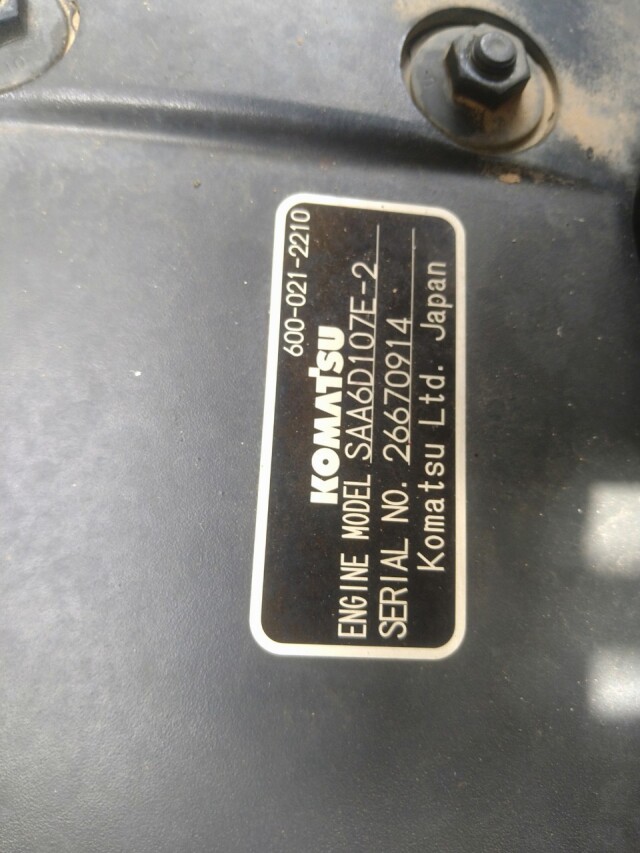 600-021-2210
KOMATSU
ENGINE MODEL SAA6D107E-2
SERIAL NO. 26670914
Komatsu Ltd. Japan